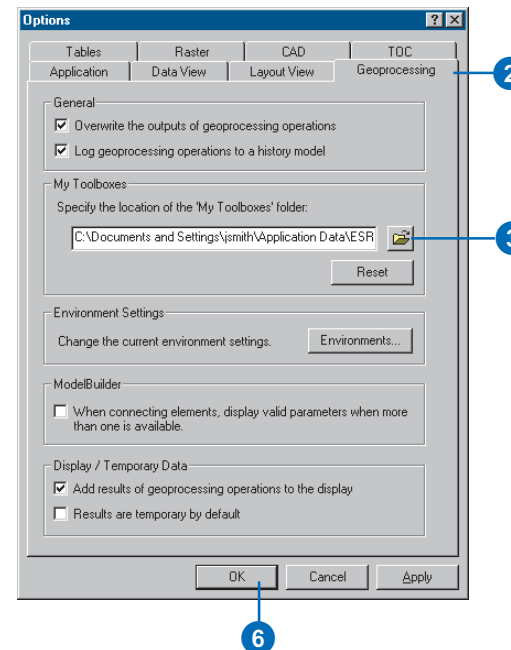 Options
Tables Raster CAD TOC
Application Data View Layout View Geoprocessing
2
General
Overwrite the outputs of geoprocessing operations
Log geoprocessing operations to a history model
My Toolboxes
Specify the location of the 'My Toolboxes' folder:
C:\Documents and Settings\jsmith\Application Data\ESR
3
Reset
Environment Settings
Change the current environment settings. Environments...
ModelBuilder
When connecting elements, display valid parameters when more
than one is available.
Display / Temporary Data
Add results of geoprocessing operations to the display
Results are temporary by default
OK Cancel Apply
6